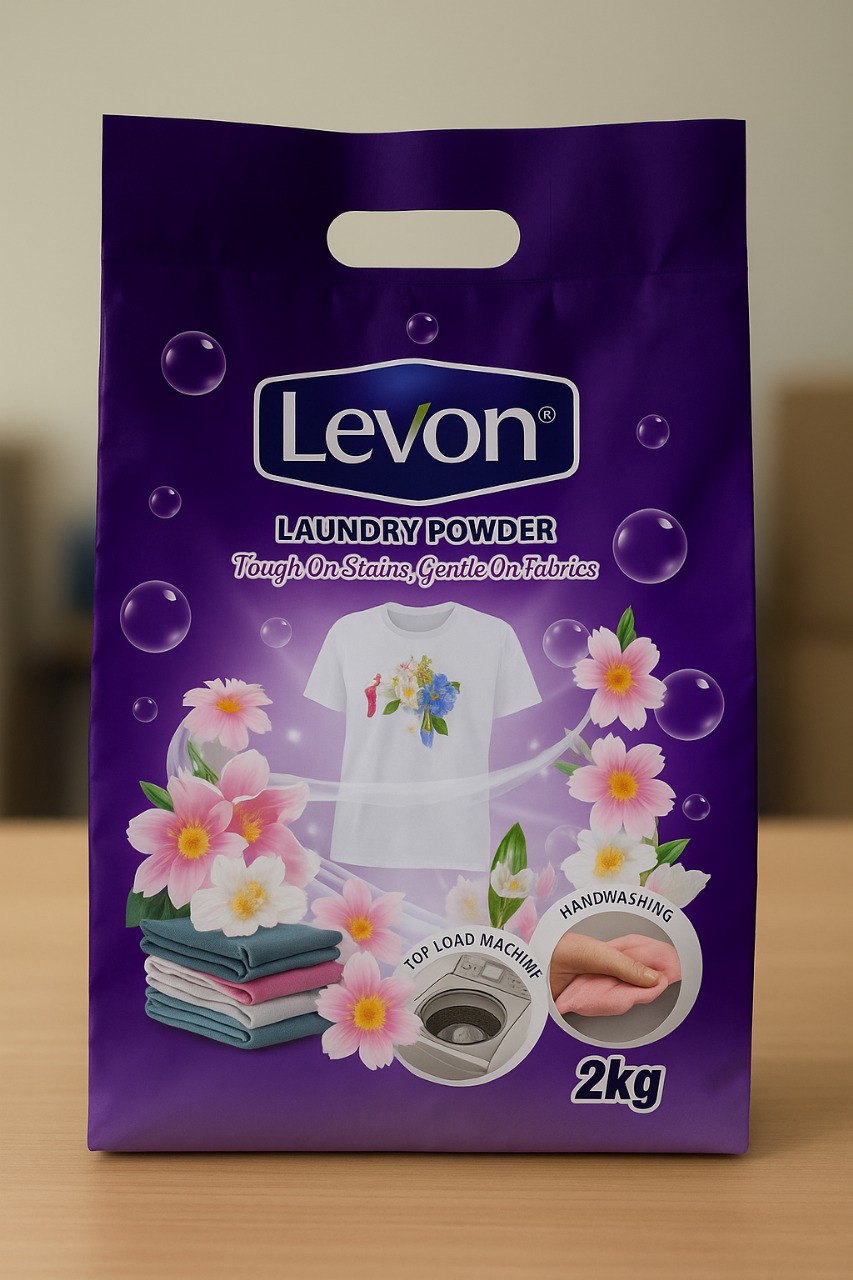 Levon®
LAUNDRY POWDER
Tough On Stains, Gentle On Fabrics
HANDWASHING
TOP LOAD MACHIMF
2kg